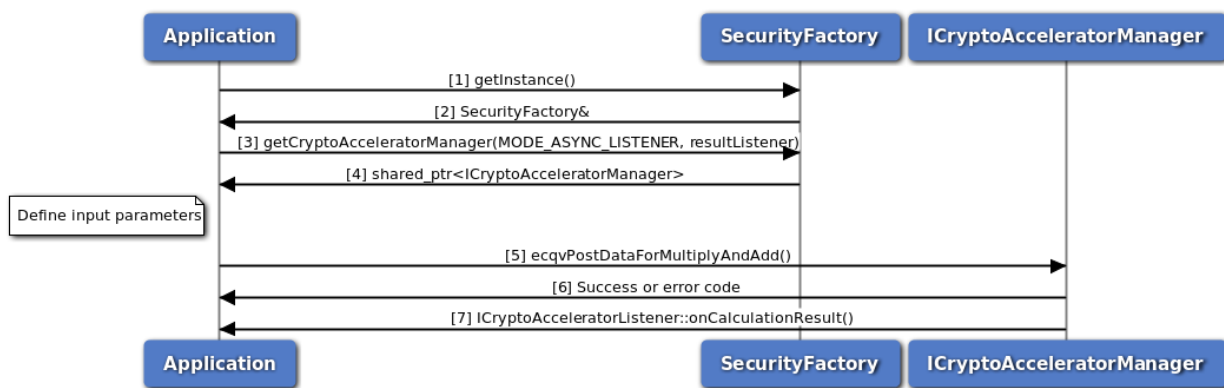 Application
SecurityFactory
ICryptoAcceleratorManager
[1] getInstance()
[2] SecurityFactory&
[3] getCryptoAcceleratorManager(MODE_ASYNC_LISTENER, resultListener)
[4] shared_ptr<ICryptoAcceleratorManager>
Define input parameters
[5] ecqvPostDataForMultiplyAndAdd()
[6] Success or error code
[7] ICryptoAcceleratorListener::onCalculationResult()
Application
SecurityFactory
ICryptoAcceleratorManager